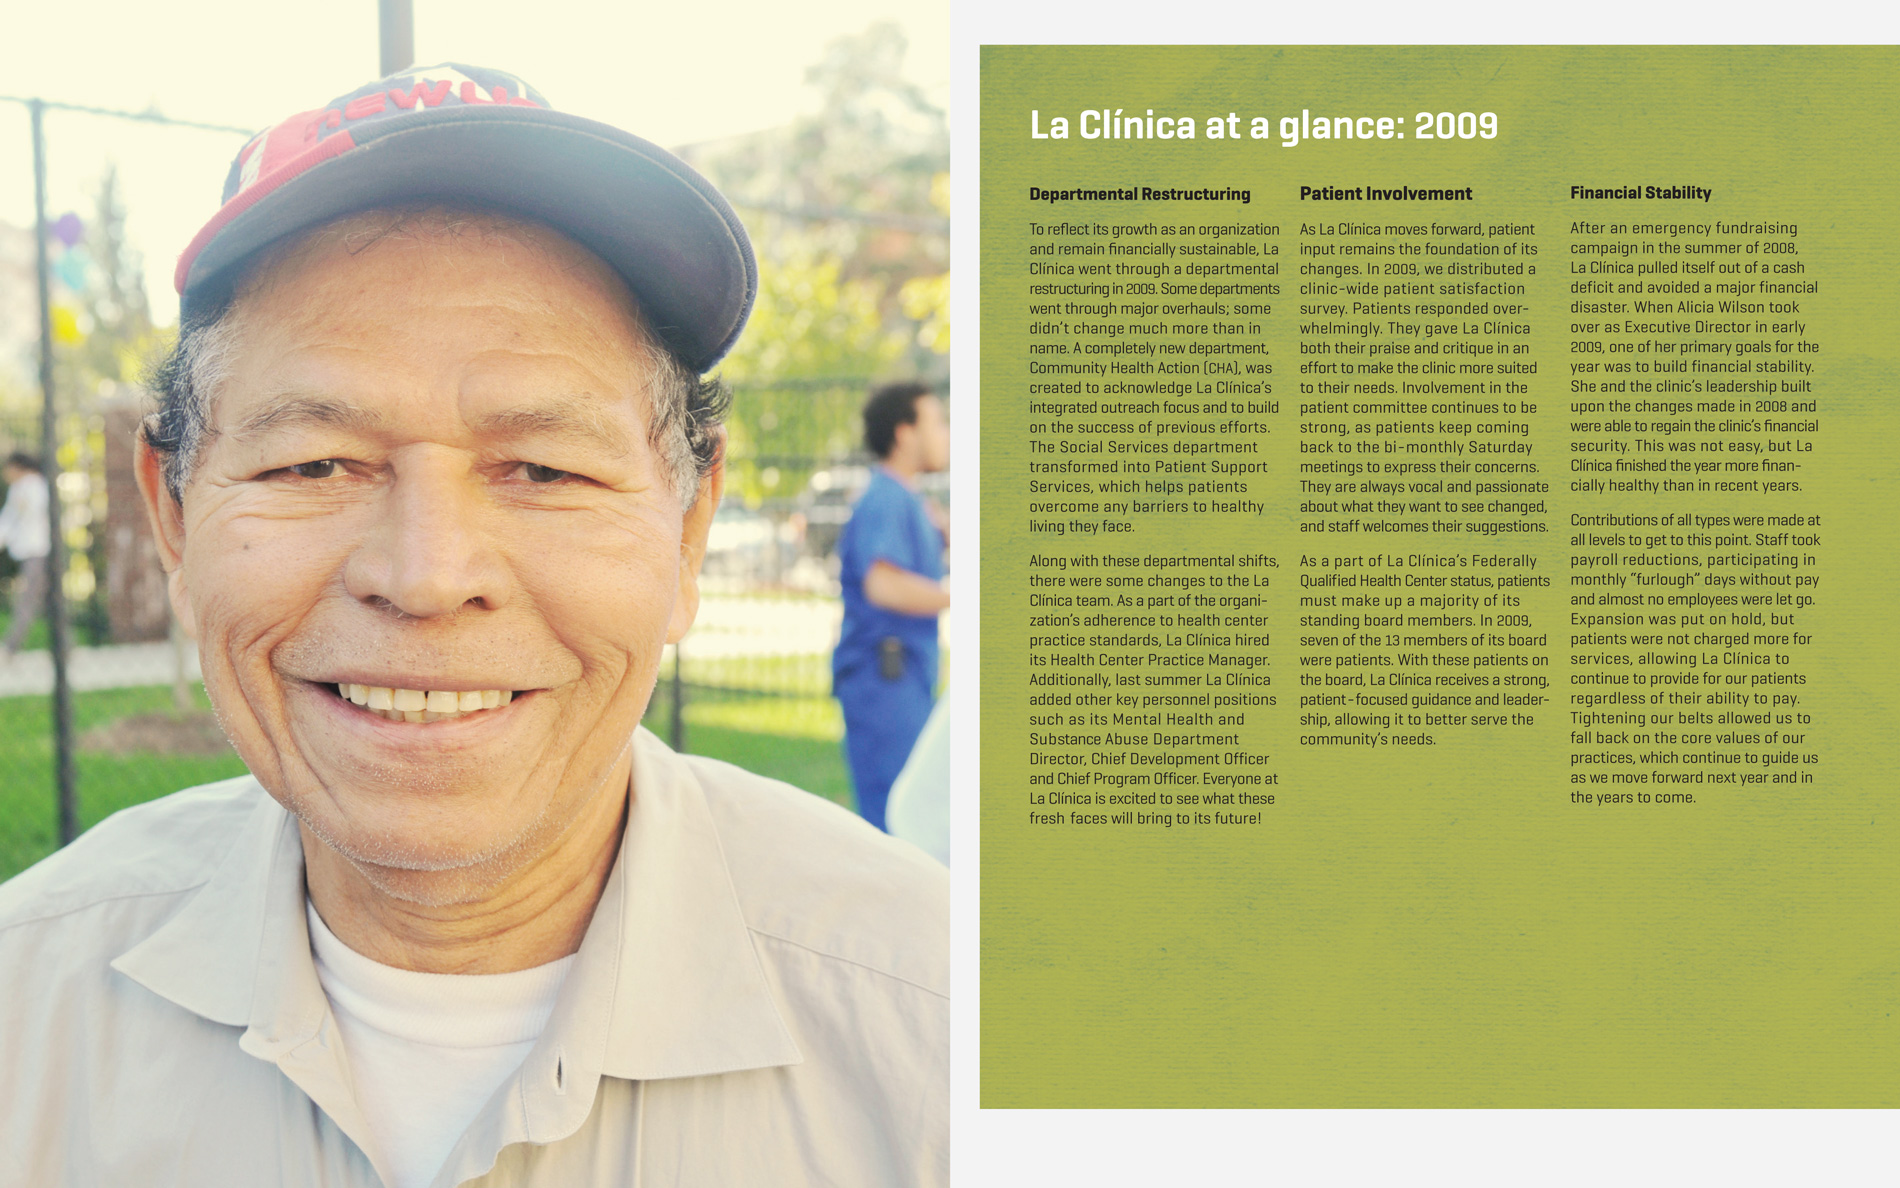 La Clínica at a glance: 2009
Departmental Restructuring
To reflect its growth as an organization
and remain financially sustainable, La
Clínica went through a departmental
restructuring in 2009. Some departments
went through major overhauls; some
didn’t change much more than in
name. A completely new department,
Community Health Action (CHA), was
created to acknowledge La Clínica’s
integrated outreach focus and to build
on the success of previous efforts.
The Social Services department
transformed into Patient Support
Services, which helps patients
overcome any barriers to healthy
living they face.
Along with these departmental shifts,
there were some changes to the La
Clínica team. As a part of the organi-
zation’s adherence to health center
practice standards, La Clínica hired
its Health Center Practice Manager.
Additionally, last summer La Clínica
added other key personnel positions
such as its Mental Health and
Substance Abuse Department
Director, Chief Development Officer
and Chief Program Officer. Everyone at
La Clínica is excited to see what these
fresh faces will bring to its future!
Patient Involvement
As La Clínica moves forward, patient
input remains the foundation of its
changes. In 2009, we distributed a
clinic-wide patient satisfaction
survey. Patients responded over-
whelmingly. They gave La Clínica
both their praise and critique in an
effort to make the clinic more suited
to their needs. Involvement in the
patient committee continues to be
strong, as patients keep coming
back to the bi-monthly Saturday
meetings to express their concerns.
They are always vocal and passionate
about what they want to see changed,
and staff welcomes their suggestions.
As a part of La Clínica’s Federally
Qualified Health Center status, patients
must make up a majority of its
standing board members. In 2009,
seven of the 13 members of its board
were patients. With these patients on
the board, La Clínica receives a strong,
patient-focused guidance and leader-
ship, allowing it to better serve the
community’s needs.
Financial Stability
After an emergency fundraising
campaign in the summer of 2008,
La Clínica pulled itself out of a cash
deficit and avoided a major financial
disaster. When Alicia Wilson took
over as Executive Director in early
2009, one of her primary goals for the
year was to build financial stability.
She and the clinic’s leadership built
upon the changes made in 2008 and
were able to regain the clinic’s financial
security. This was not easy, but La
Clínica finished the year more finan-
cially healthy than in recent years.
Contributions of all types were made at
all levels to get to this point. Staff took
payroll reductions, participating in
monthly “furlough” days without pay
and almost no employees were let go.
Expansion was put on hold, but
patients were not charged more for
services, allowing La Clínica to
continue to provide for our patients
regardless of their ability to pay.
Tightening our belts allowed us to
fall back on the core values of our
practices, which continue to guide us
as we move forward next year and in
the years to come.